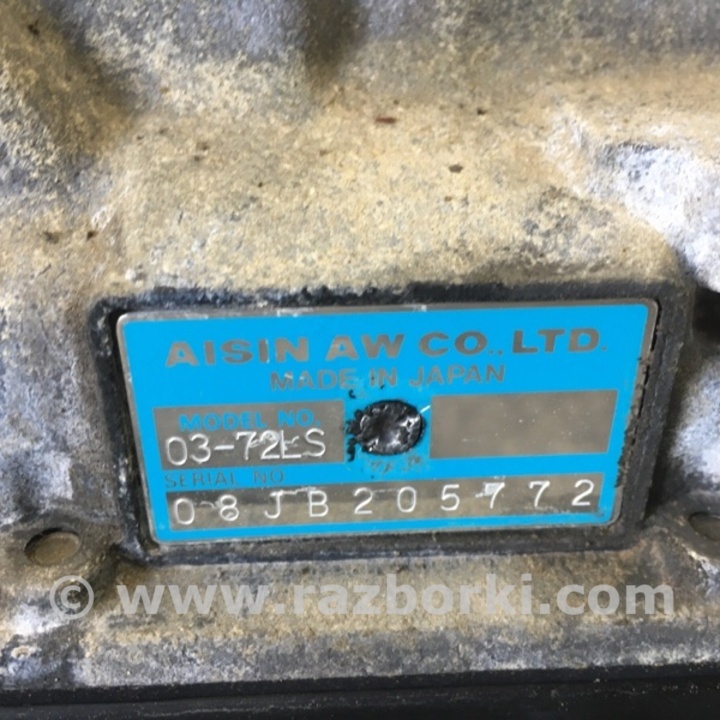 AISIN AW CO., LTD.
MADE IN JAPAN
MODEL NO.
03-72LS
SERIAL NO
08JB205772
© www.razborki.com